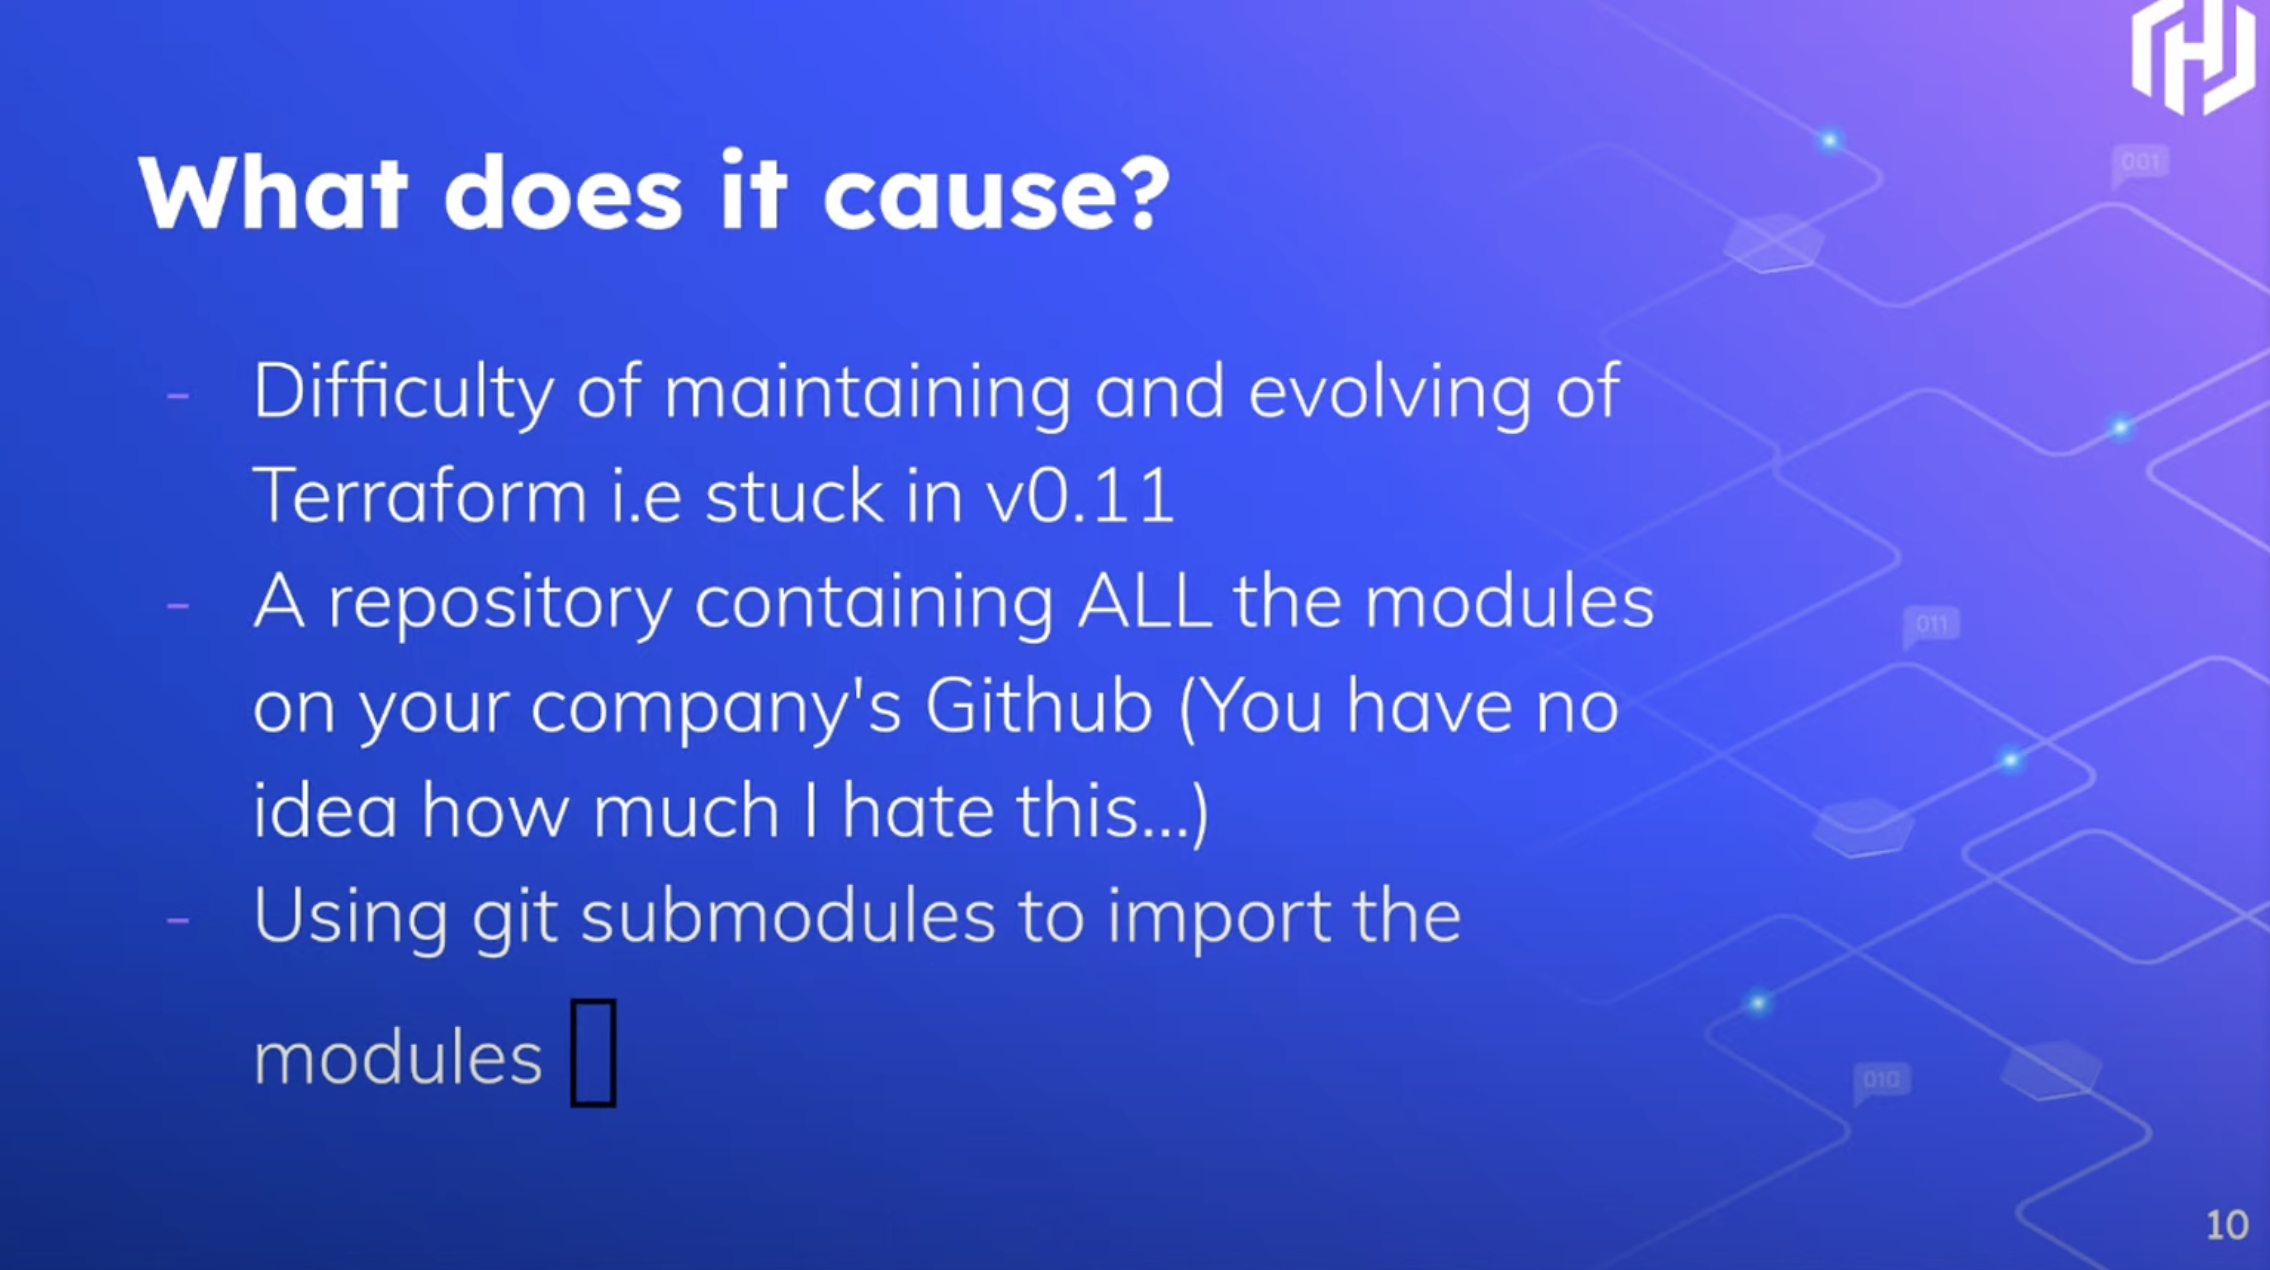 What does it cause?
- Difficulty of maintaining and evolving of
Terraform i.e stuck in v0.11
- A repository containing ALL the modules
on your company's Github (You have no
idea how much I hate this...)
- Using git submodules to import the
modules
001
011
010
10